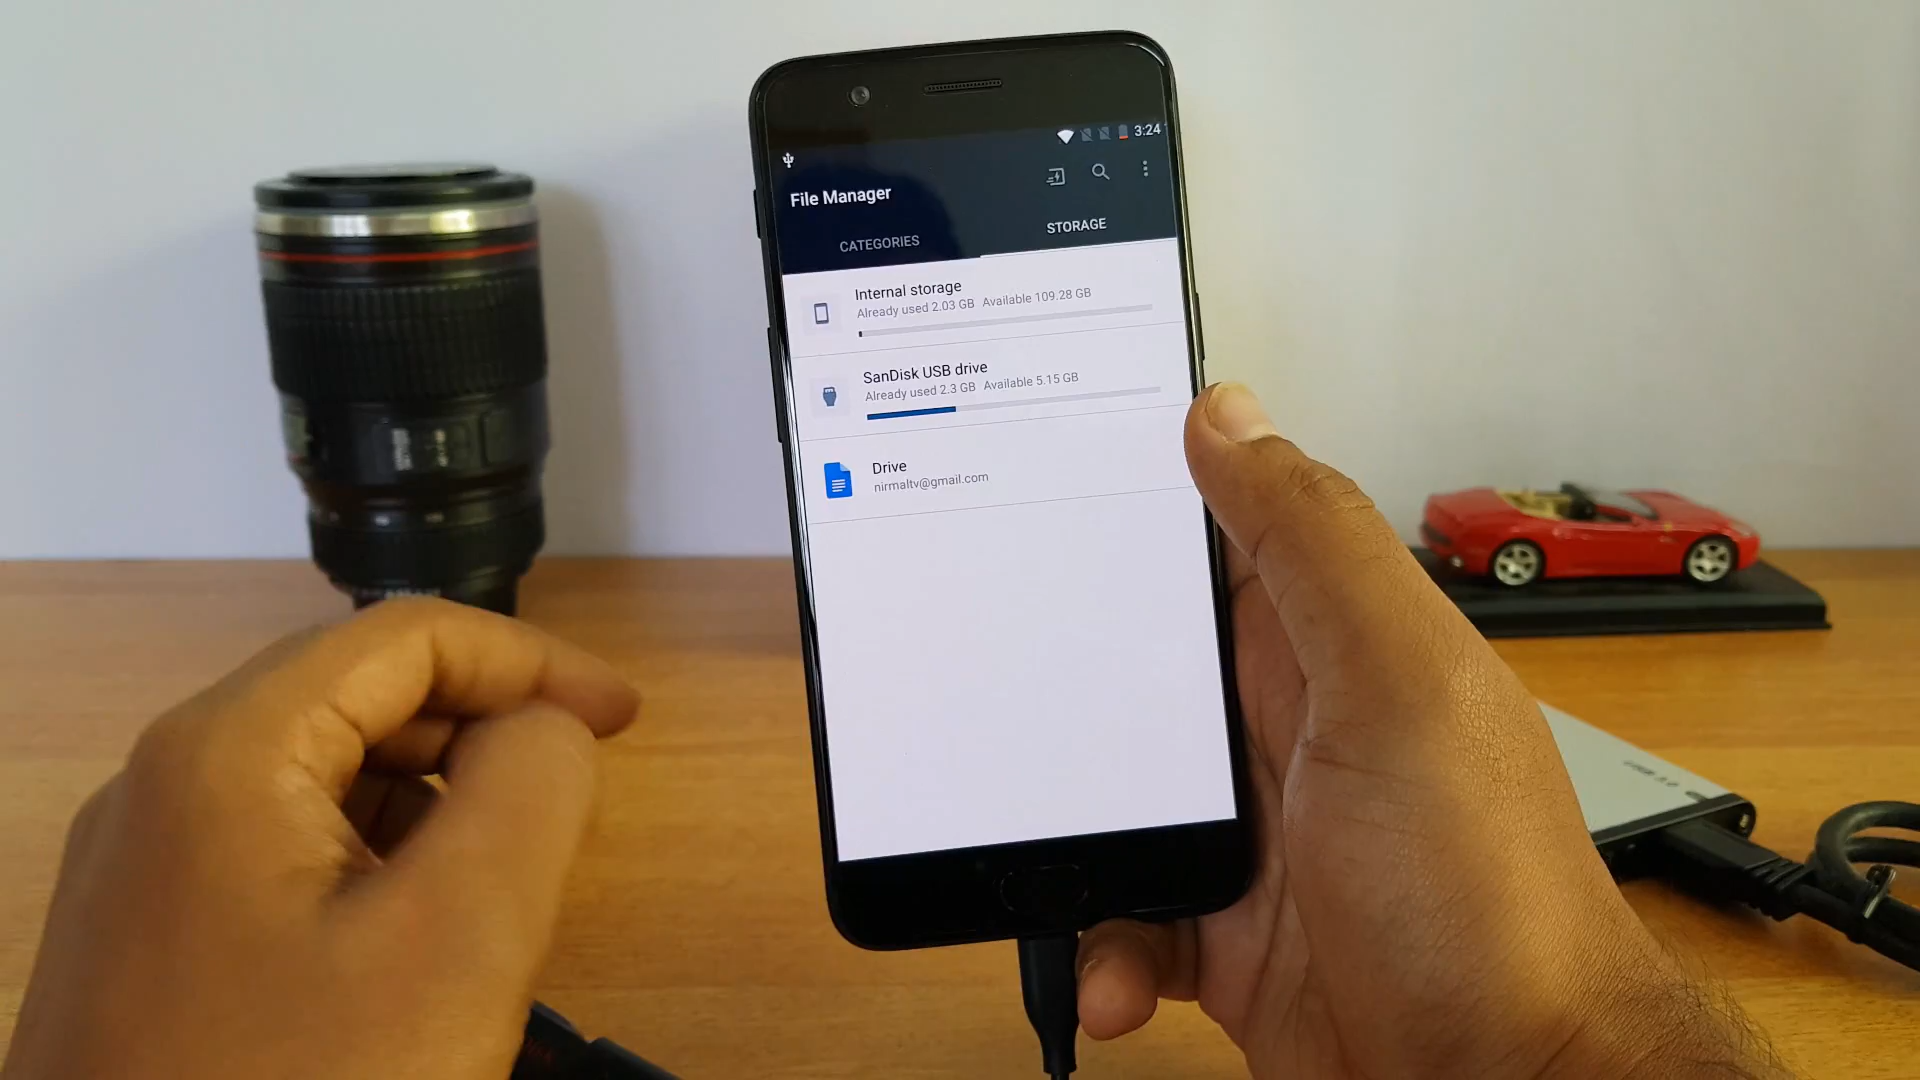 3:24
File Manager
CATEGORIES
STORAGE
Internal storage
Already used 2.03 GB Available 109.28 GB
SanDisk USB drive
Already used 2.3 GB Available 5.15 GB
Drive
nirmaltv@gmail.com